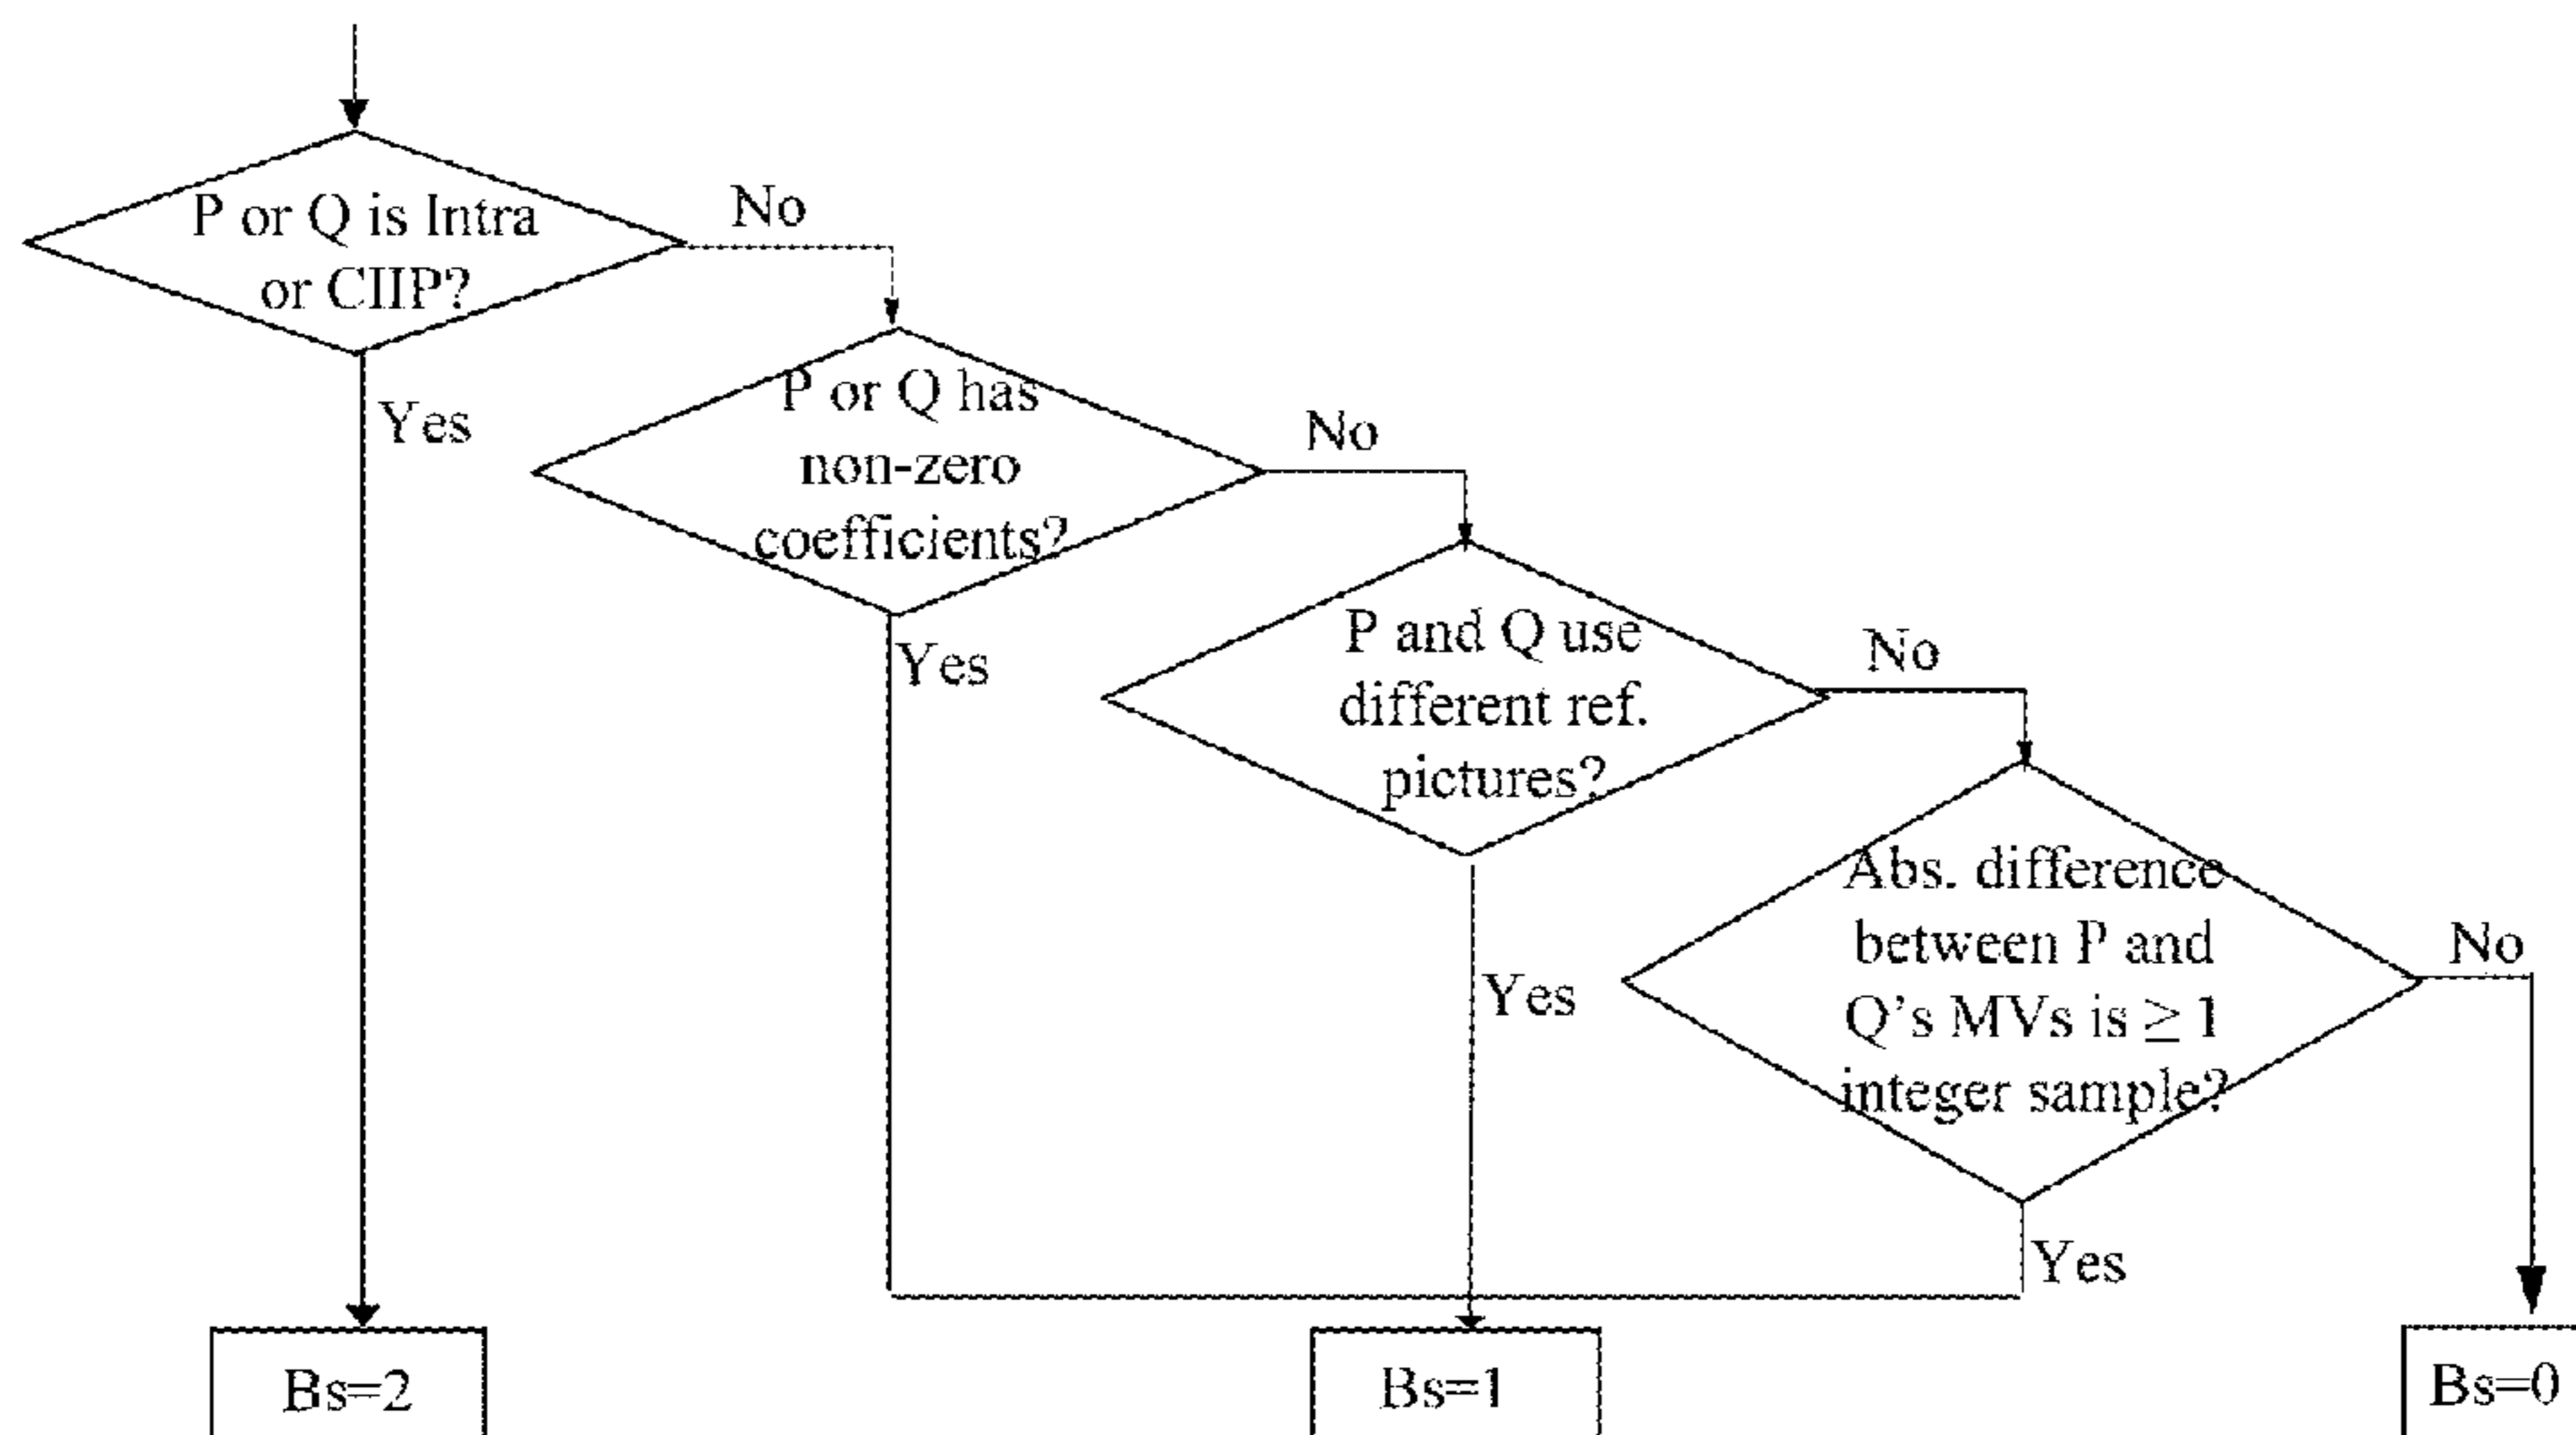 P or Q is Intra
or CIIP?
No
Yes
P or Q has
non-zero
coefficients?
No
Yes
P and Q use
different ref.
pictures?
No
Yes
Abs. difference
between P and
Q's MVs is ≥ 1
integer sample?
No
Yes
Bs=2
Bs=1
Bs=0